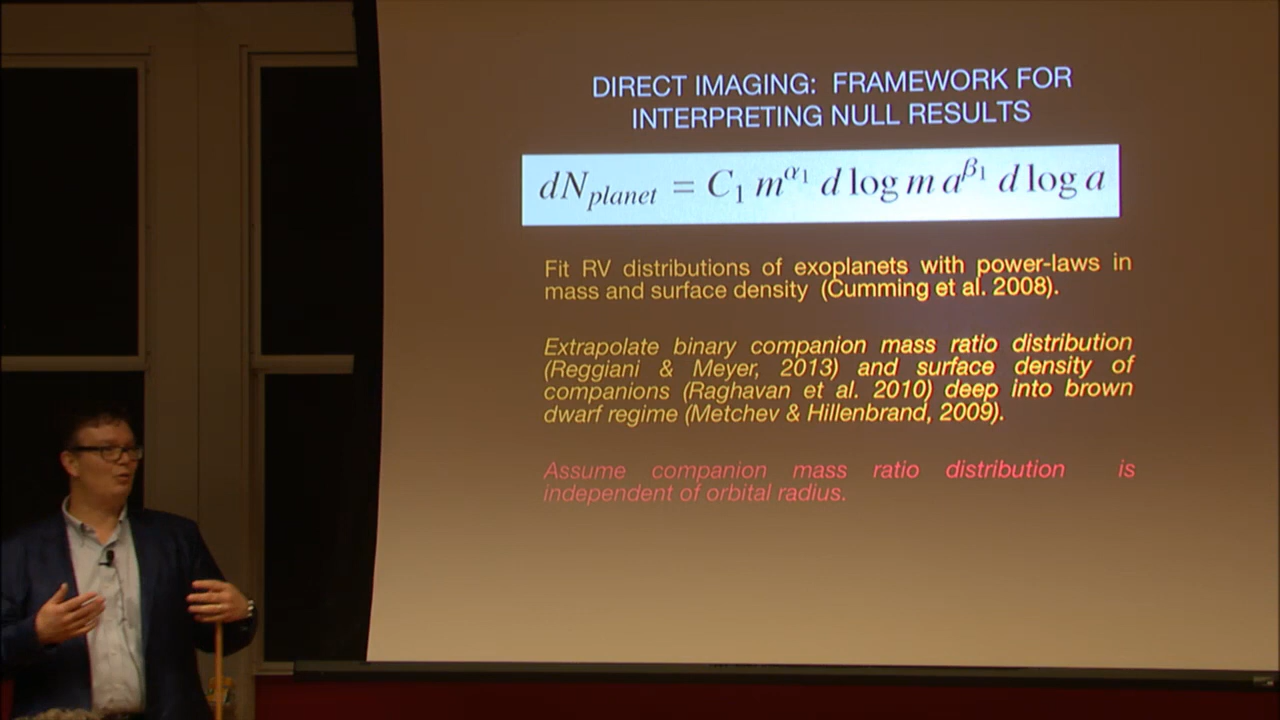 DIRECT IMAGING: FRAMEWORK FOR
INTERPRETING NULL RESULTS
dN_planet = C_1 m^α1 d log m a^β1 d log a
Fit RV distributions of exoplanets with power-laws in
mass and surface density (Cumming et al. 2008).
Extrapolate binary companion mass ratio distribution
(Reggiani & Meyer, 2013) and surface density of
companions (Raghavan et al. 2010) deep into brown
dwarf regime (Metchev & Hillenbrand, 2009).
Assume companion mass ratio distribution is
independent of orbital radius.